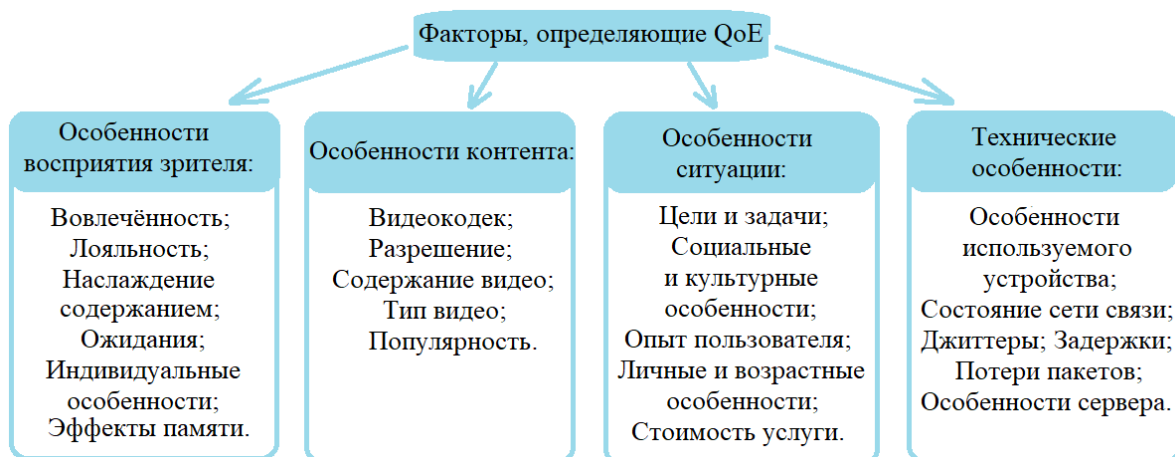 Факторы, определяющие QoE
Особенности
восприятия зрителя:
Вовлечённость;
Лояльность;
Наслаждение
содержанием;
Ожидания;
Индивидуальные
особенности;
Эффекты памяти.
Особенности контента:
Видеокодек;
Разрешение;
Содержание видео;
Тип видео;
Популярность.
Особенности
ситуации:
Цели и задачи;
Социальные
и культурные
особенности;
Опыт пользователя;
Личные и возрастные
особенности;
Стоимость услуги.
Технические
особенности:
Особенности
используемого
устройства;
Состояние сети связи;
Джиттеры; Задержки;
Потери пакетов;
Особенности сервера.